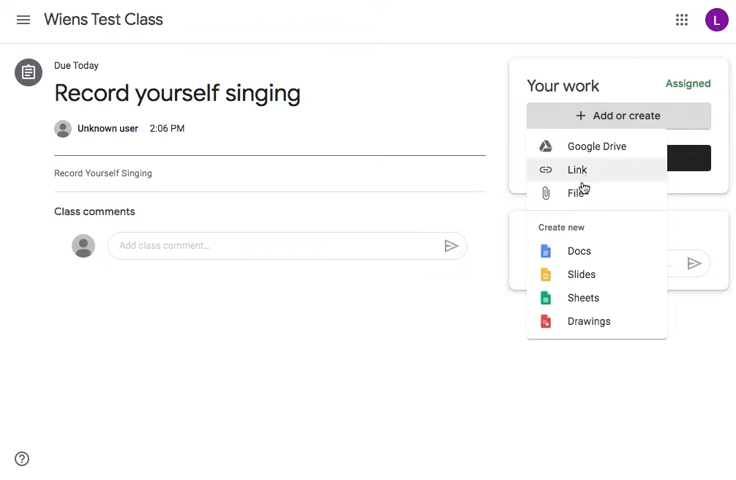 Wiens Test Class
L
Due Today
Record yourself singing
Unknown user 2:06 PM
Record Yourself Singing
Class comments
Add class comment...
Your work
Assigned
+ Add or create
Google Drive
Link
File
Create new
Docs
Slides
Sheets
Drawings